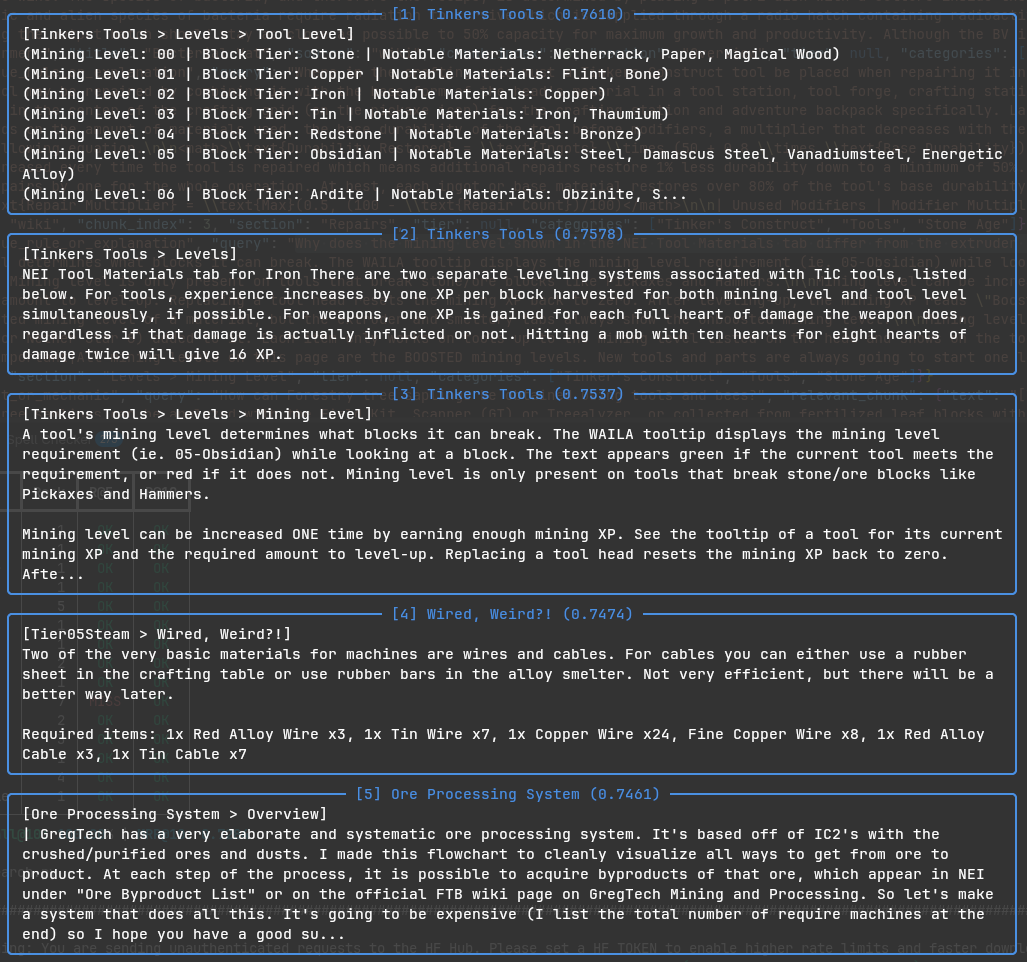 [1] Tinkers Tools (0.7610)
[Tinkers Tools > Levels > Tool Level]
(Mining Level: 00 | Block Tier: Stone | Notable Materials: Netherrack, Paper, Magical Wood)
(Mining Level: 01 | Block Tier: Copper | Notable Materials: Flint, Bone)
(Mining Level: 02 | Block Tier: Iron | Notable Materials: Copper)
(Mining Level: 03 | Block Tier: Tin | Notable Materials: Iron, Thaumium)
(Mining Level: 04 | Block Tier: Redstone | Notable Materials: Bronze)
(Mining Level: 05 | Block Tier: Obsidian | Notable Materials: Steel, Damascus Steel, Vanadiumsteel, Energetic
Alloy)
(Mining Level: 06 | Block Tier: Ardite | Notable Materials: Obzinite, S...
[2] Tinkers Tools (0.7578)
[Tinkers Tools > Levels]
NEI Tool Materials tab for Iron There are two separate leveling systems associated with TiC tools, listed
below. For tools, experience increases by one XP per block harvested for both mining level and tool level
simultaneously, if possible. For weapons, one XP is gained for each full heart of damage the weapon does,
regardless if that damage is actually inflicted or not. Hitting a mob with ten hearts for eight hearts of
damage twice will give 16 XP.
[3] Tinkers Tools (0.7537)
[Tinkers Tools > Levels > Mining Level]
A tool's mining level determines what blocks it can break. The WAILA tooltip displays the mining level
requirement (ie. 05-Obsidian) while looking at a block. The text appears green if the current tool meets the
requirement, or red if it does not. Mining level is only present on tools that break stone/ore blocks like
Pickaxes and Hammers.
Mining level can be increased ONE time by earning enough mining XP. See the tooltip of a tool for its current
mining XP and the required amount to level-up. Replacing a tool head resets the mining XP back to zero.
Afte...
[4] Wired, Weird?! (0.7474)
[Tier05Steam > Wired, Weird?!]
Two of the very basic materials for machines are wires and cables. For cables you can either use a rubber
sheet in the crafting table or use rubber bars in the alloy smelter. Not very efficient, but there will be a
better way later.
Required items: 1x Red Alloy Wire x3, 1x Tin Wire x7, 1x Copper Wire x24, Fine Copper Wire x8, 1x Red Alloy
Cable x3, 1x Tin Cable x7
[5] Ore Processing System (0.7461)
[Ore Processing System > Overview]
| GregTech has a very elaborate and systematic ore processing system. It's based off of IC2's with the
crushed/purified ores and dusts. I made this flowchart to cleanly visualize all ways to get from ore to
product. At each step of the process, it is possible to acquire byproducts of that ore, which appear in NEI
under "Ore Byproduct List" or on the official FTB wiki page on GregTech Mining and Processing. So let's make
a system that does all this. It's going to be expensive (I list the total number of require machines at the
end) so I hope you have a good su...